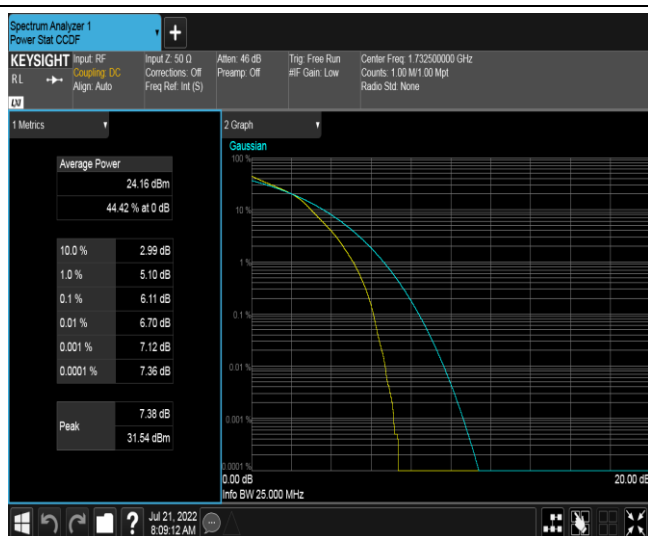 Spectrum Analyzer 1
Power Stat CCDF
KEYSIGHT
RL
LXI
Input: RF
Coupling: DC
Align: Auto
Input Z: 50 Ω
Corrections: Off
Freq Ref: Int (S)
Atten: 46 dB
Preamp: Off
Trig: Free Run
#IF Gain: Low
Center Freq: 1.732500000 GHz
Counts: 1.00 M/1.00 Mpt
Radio Std: None
1 Metrics
Average Power
24.16 dBm
44.42 % at 0 dB
10.0 % 2.99 dB
1.0 % 5.10 dB
0.1 % 6.11 dB
0.01 % 6.70 dB
0.001 % 7.12 dB
0.0001 % 7.36 dB
Peak
7.38 dB
31.54 dBm
2 Graph
Gaussian
100 %
10 %
1 %
0.1 %
0.01 %
0.001 %
0.0001 %
0.00 dB 20.00 dB
Info BW 25.000 MHz
?
Jul 21, 2022
8:09:12 AM